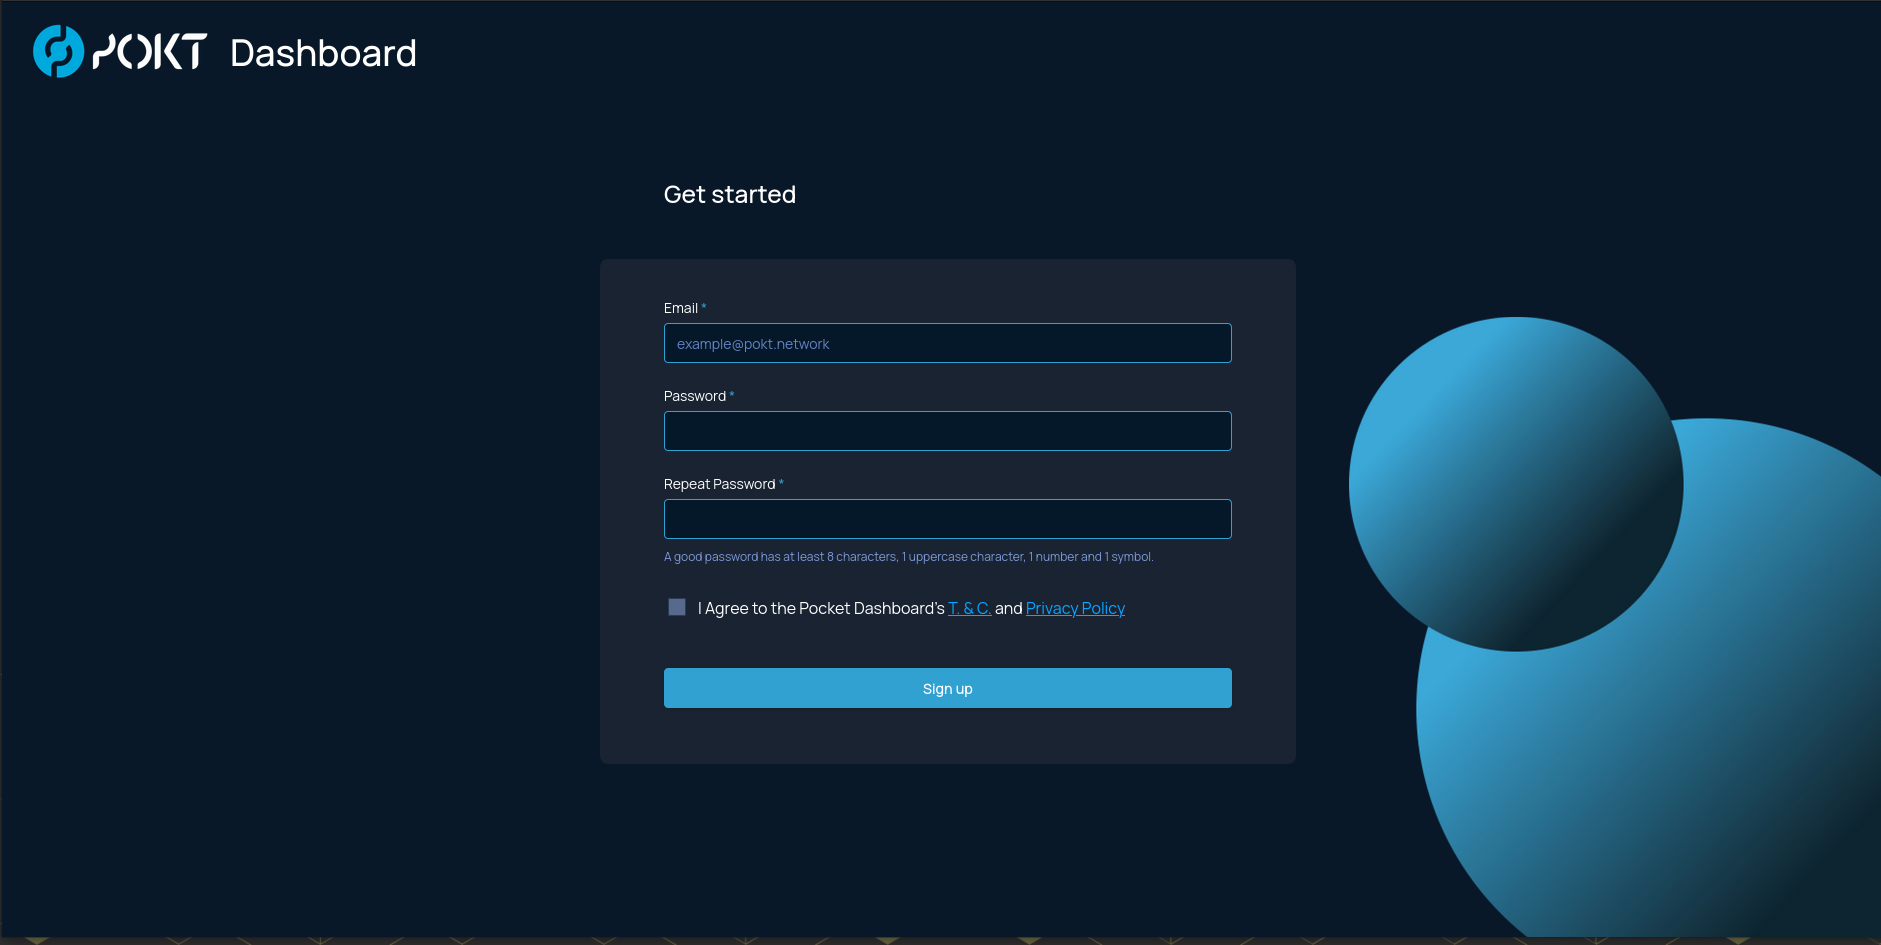 POKT Dashboard
Get started
Email *
example@pokt.network
Password *
Repeat Password *
A good password has at least 8 characters, 1 uppercase character, 1 number and 1 symbol.
I Agree to the Pocket Dashboard's T. & C. and Privacy Policy
Sign up